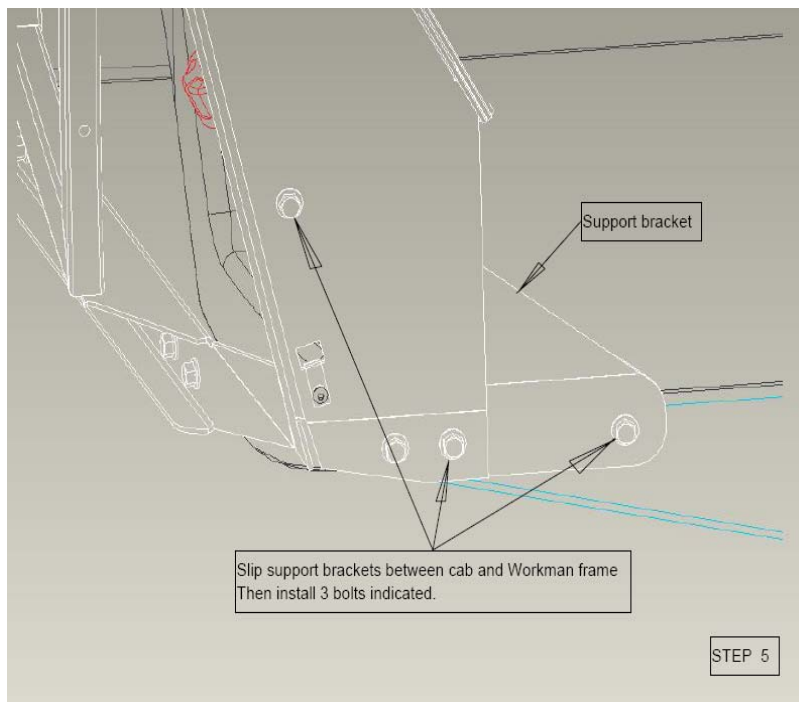 Support bracket
Slip support brackets between cab and Workman frame
Then install 3 bolts indicated.
STEP 5